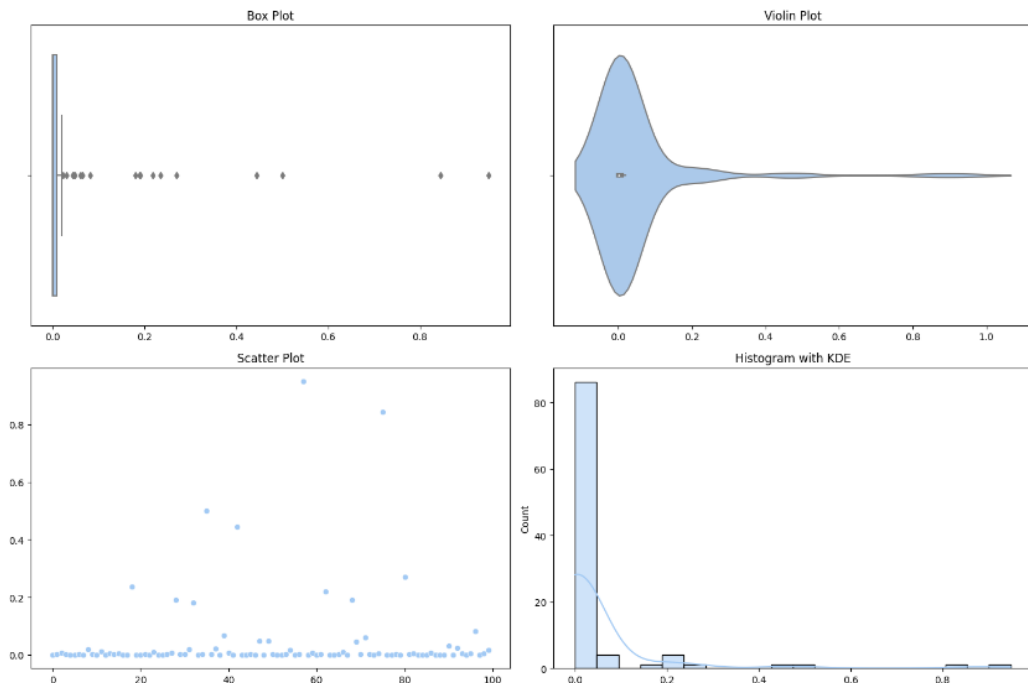 Box Plot
0.0 0.2 0.4 0.6 0.8
Violin Plot
0.0 0.2 0.4 0.6 0.8 1.0
Scatter Plot
0.8
0.6
0.4
0.2
0.0
0 20 40 60 80 100
Histogram with KDE
Count
80
60
40
20
0
0.0 0.2 0.4 0.6 0.8